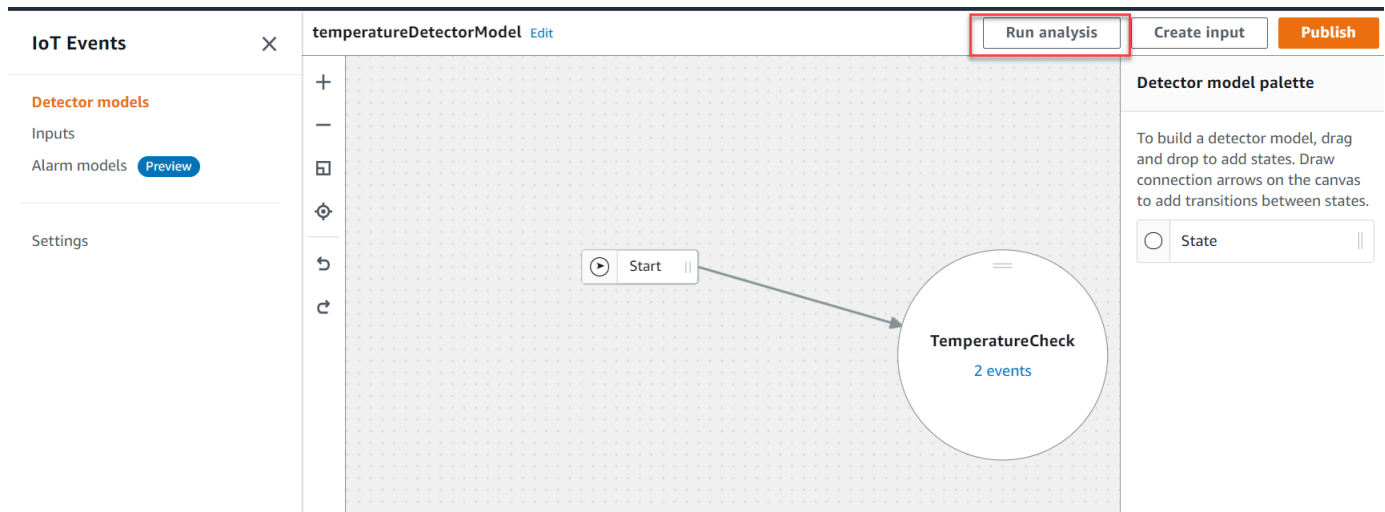 IoT Events
Detector models
Inputs
Alarm models Preview
Settings
temperatureDetectorModel Edit
Run analysis
Create input
Publish
Start
TemperatureCheck
2 events
Detector model palette
To build a detector model, drag
and drop to add states. Draw
connection arrows on the canvas
to add transitions between states.
State